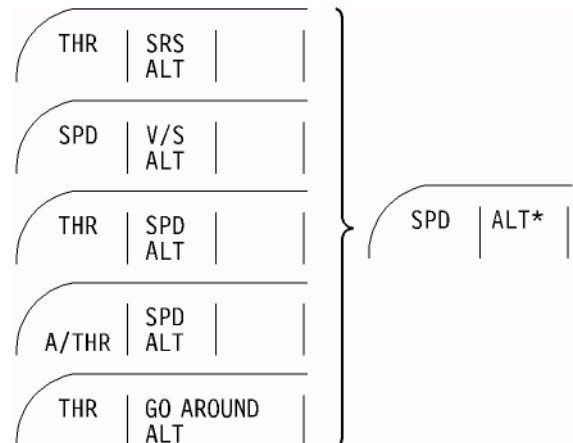 THR SRS
ALT
SPD V/S
ALT
THR SPD
ALT
SPD
A/THR ALT
THR GO AROUND
ALT
SPD ALT*